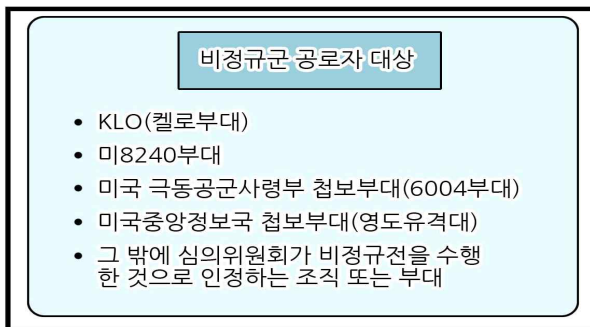 비정규군 공로자 대상
• KLO(켈로부대)
• 미8240부대
• 미국 극동공군사령부 첩보부대(6004부대)
• 미국중앙정보국 첩보부대(영도유격대)
• 그 밖에 심의위원회가 비정규전을 수행
한 것으로 인정하는 조직 또는 부대